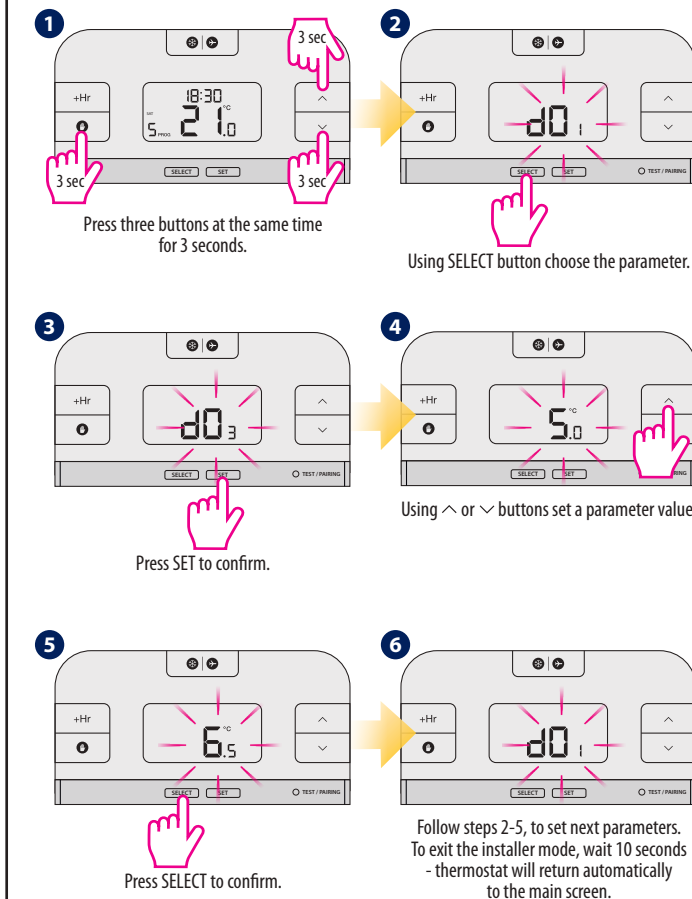 1
3 sec
+Hr
18:30
SET
°C
5 PROG
21.0
3 sec
3 sec
SELECT SET
Press three buttons at the same time
for 3 seconds.
2
+Hr
d01
SELECT SET
TEST / PAIRING
Using SELECT button choose the parameter.
3
+Hr
d03
SELECT SET
TEST / PAIRING
Press SET to confirm.
4
+Hr
°C
5.0
SELECT SET
Using ^ or ⌄ buttons set a parameter value
5
+Hr
°C
6.5
SELECT SET
TEST / PAIRING
Press SELECT to confirm.
6
+Hr
d01
SELECT SET
TEST / PAIRING
Follow steps 2-5, to set next parameters.
To exit the installer mode, wait 10 seconds
- thermostat will return automatically
to the main screen.